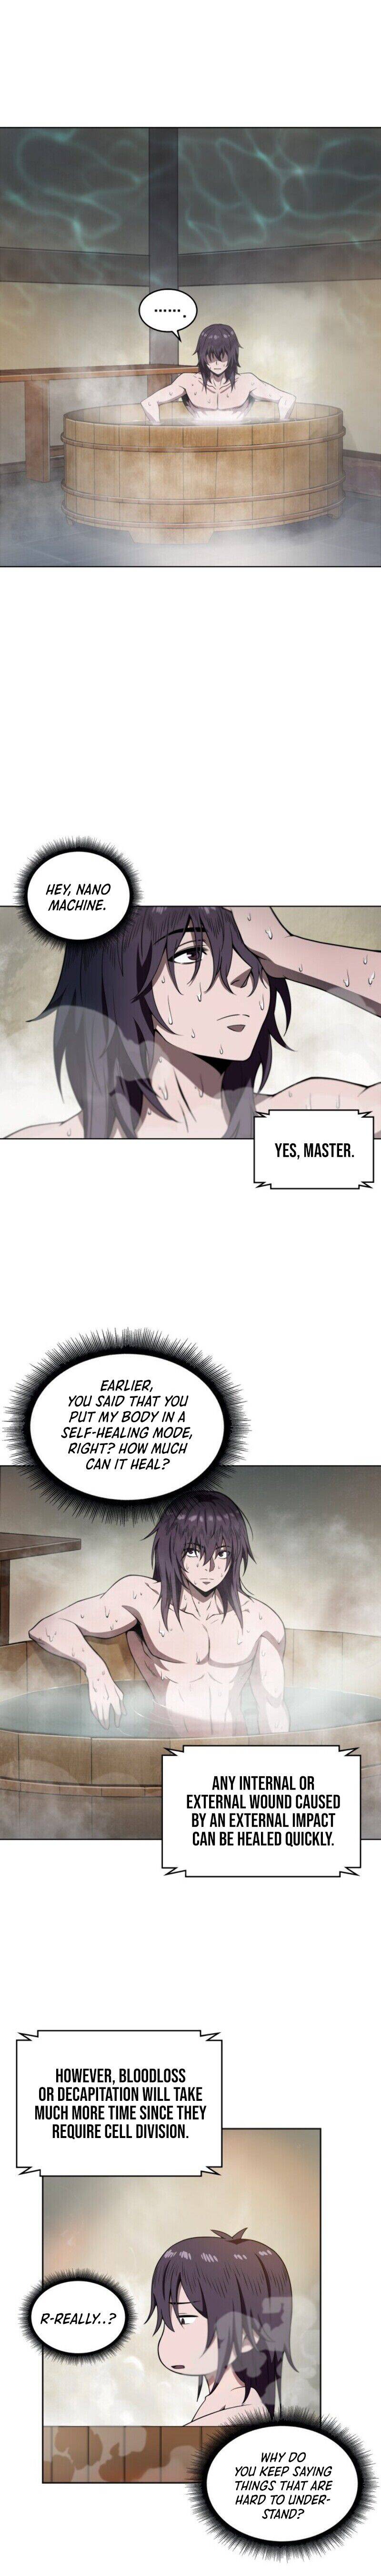 .......
HEY, NANO
MACHINE.
YES, MASTER.
EARLIER,
YOU SAID THAT YOU
PUT MY BODY IN A
SELF-HEALING MODE,
RIGHT? HOW MUCH
CAN IT HEAL?
ANY INTERNAL OR
EXTERNAL WOUND CAUSED
BY AN EXTERNAL IMPACT
CAN BE HEALED QUICKLY.
HOWEVER, BLOODLOSS
OR DECAPITATION WILL TAKE
MUCH MORE TIME SINCE THEY
REQUIRE CELL DIVISION.
R-REALLY..?
WHY DO
YOU KEEP SAYING
THINGS THAT ARE
HARD TO UNDER-
STAND?